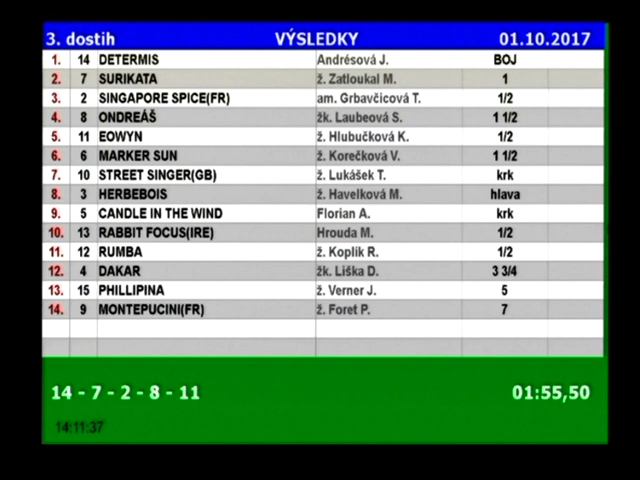 3. dostih VÝSLEDKY 01.10.2017
1. 14 DETERMIS Andrésová J. BOJ
2. 7 SURIKATA ž. Zatloukal M. 1
3. 2 SINGAPORE SPICE(FR) am. Grbavčicová T. 1/2
4. 8 ONDREÁŠ žk. Laubeová S. 1 1/2
5. 11 EOWYN ž. Hlubučková K. 1/2
6. 6 MARKER SUN ž. Korečková V. 1 1/2
7. 10 STREET SINGER(GB) ž. Lukášek T. krk
8. 3 HERBEBOIS ž. Havelková M. hlava
9. 5 CANDLE IN THE WIND Florian A. krk
10. 13 RABBIT FOCUS(IRE) Hrouda M. 1/2
11. 12 RUMBA ž. Koplík R. 1/2
12. 4 DAKAR žk. Liška D. 3 3/4
13. 15 PHILLIPINA ž. Verner J. 5
14. 9 MONTEPUCINI(FR) ž. Foret P. 7
14 - 7 - 2 - 8 - 11 01:55,50
14:11:37